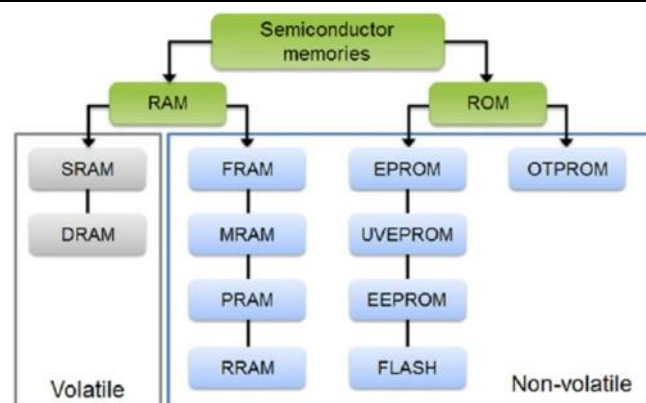 Semiconductor
memories
RAM
ROM
SRAM
FRAM
EPROM
OTPROM
DRAM
MRAM
UVEPROM
PRAM
EEPROM
RRAM
FLASH
Volatile
Non-volatile